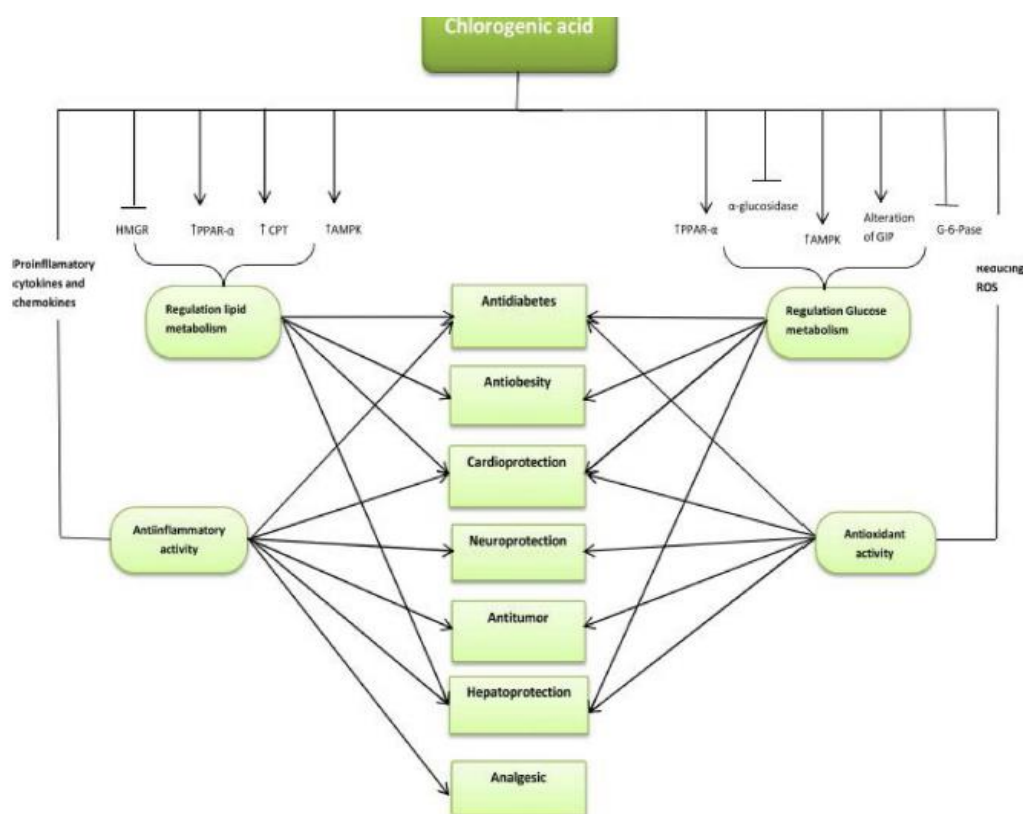 Chlorogenic acid
HMGR
↑PPAR-α
↑CPT
↑AMPK
↑PPAR-α
α-glucosidase
↑AMPK
Alteration
of GIP
G-6-Pase
Proinflamatory
cytokines and
chemokines
Reducing
ROS
Regulation lipid
metabolism
Antidiabetes
Regulation Glucose
metabolism
Antiobesity
Cardioprotection
Antiinflammatory
activity
Neuroprotection
Antioxidant
activity
Antitumor
Hepatoprotection
Analgesic